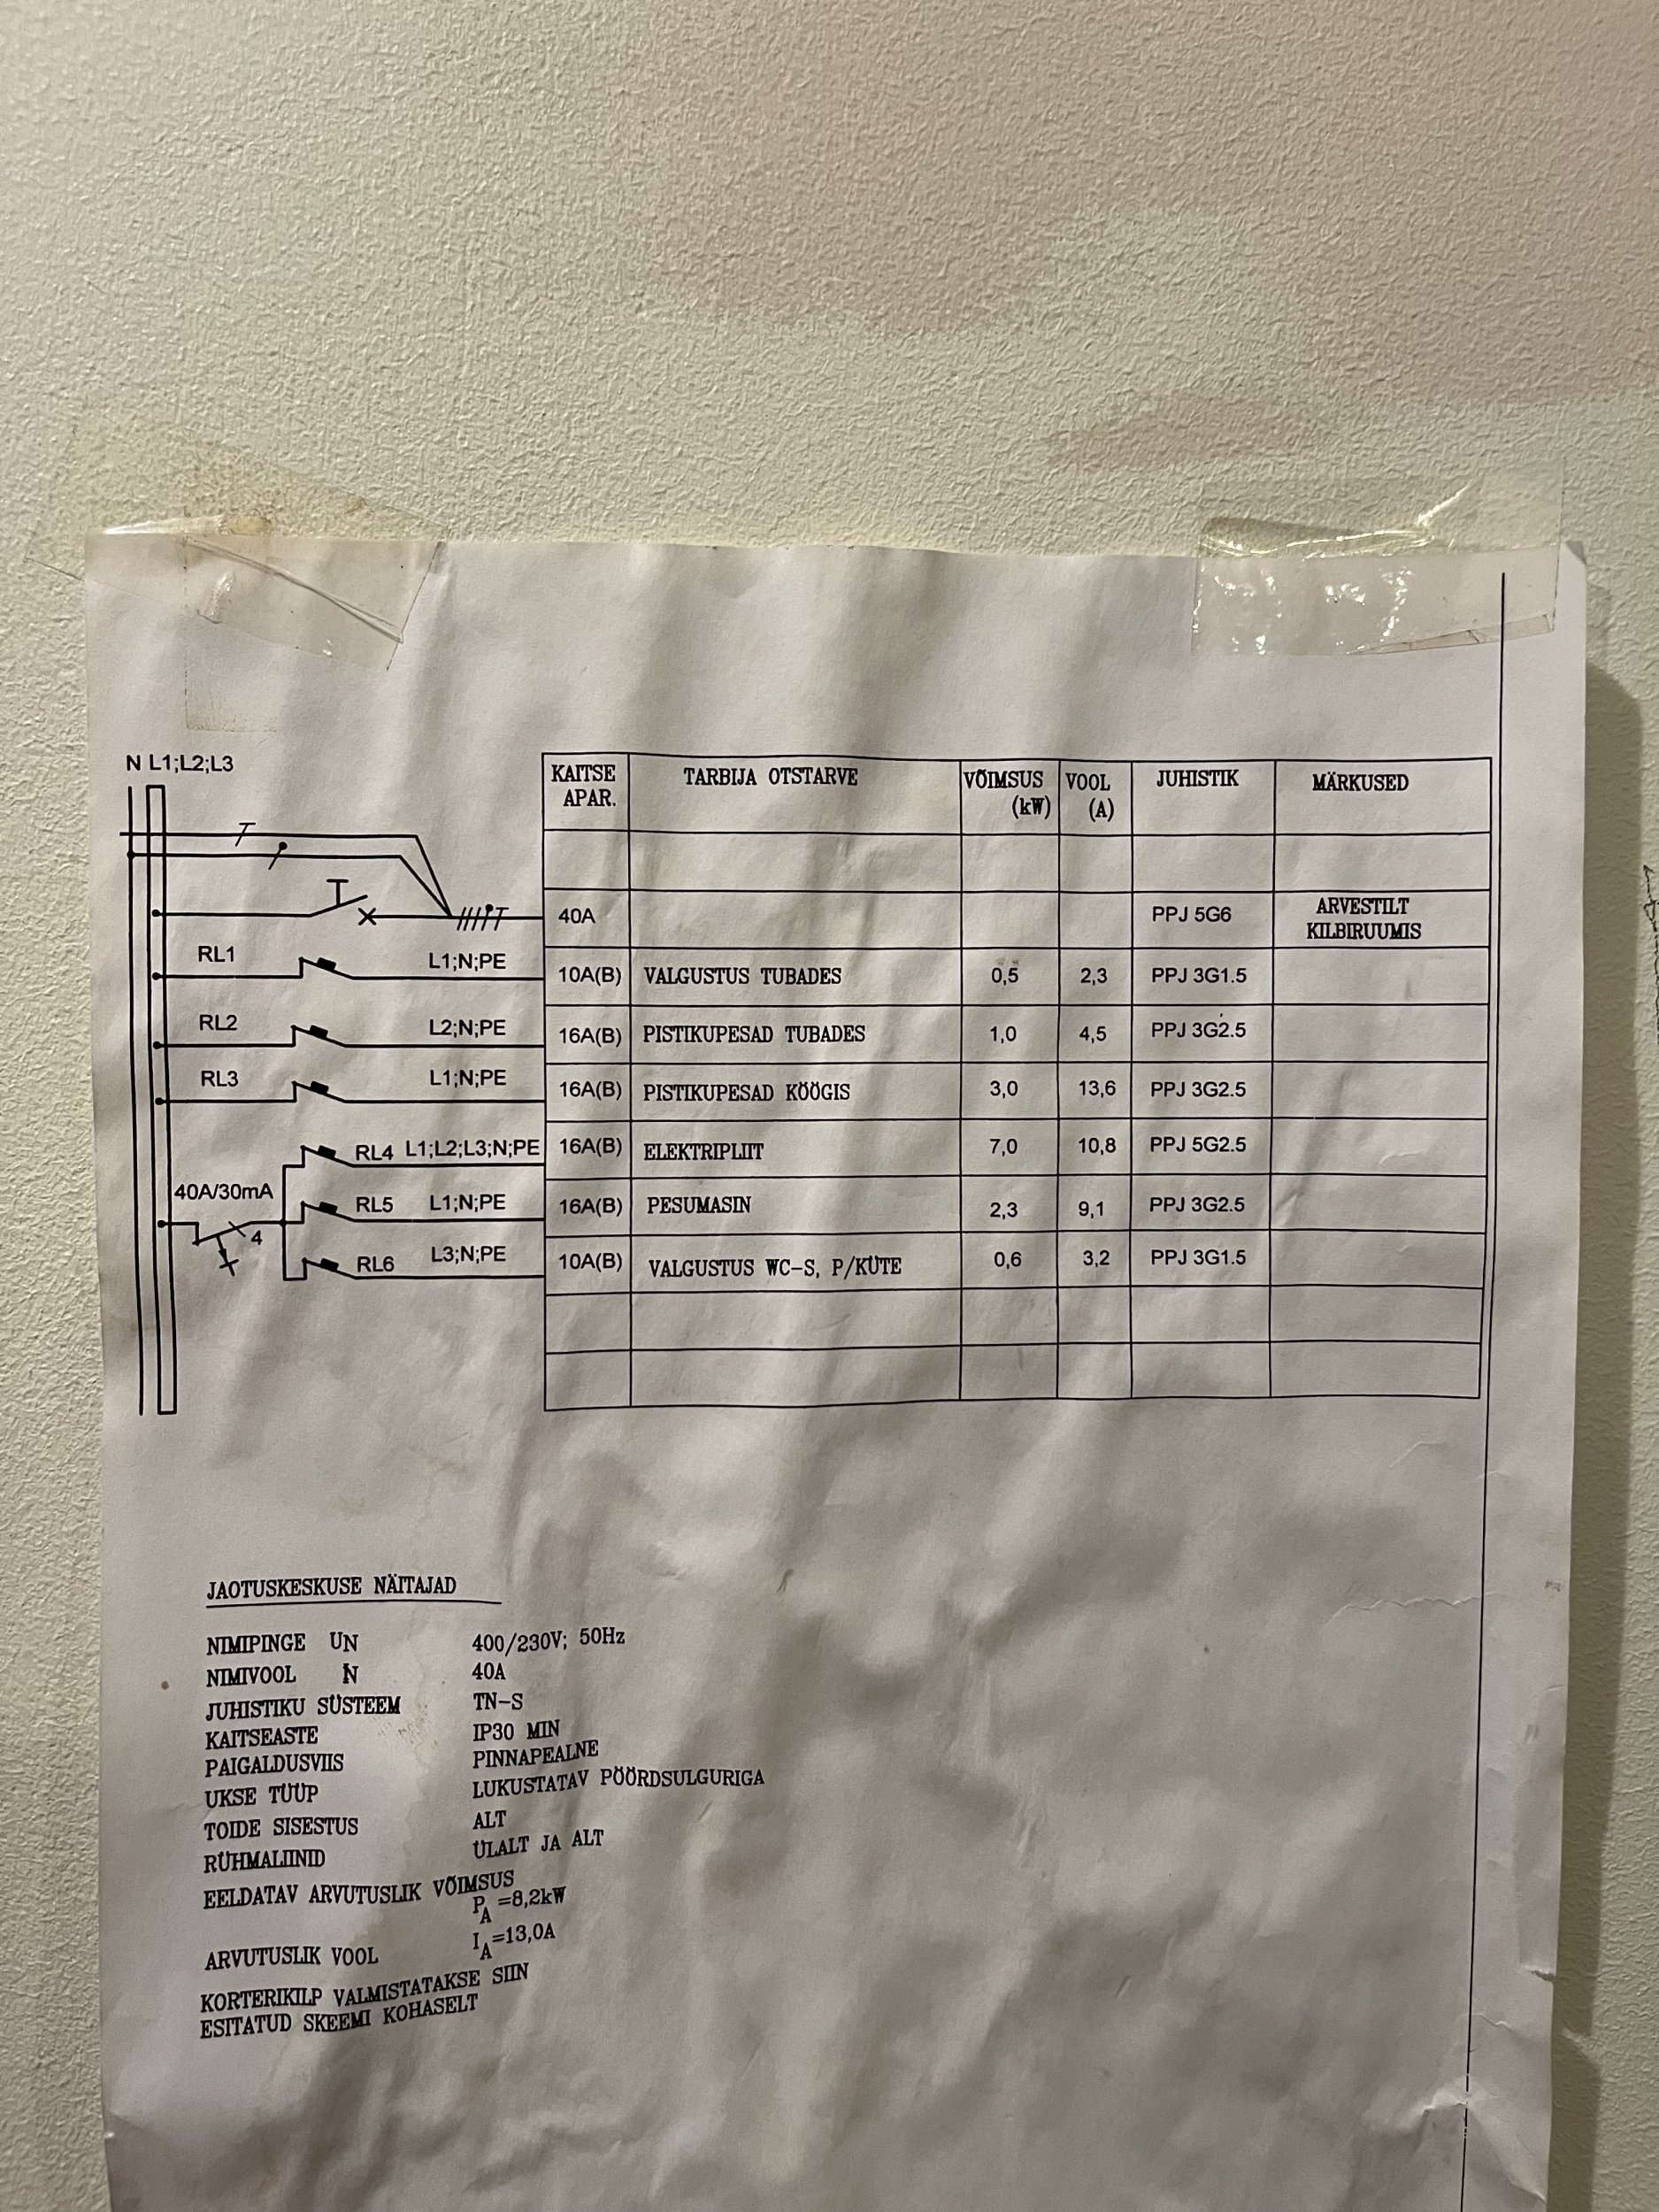 N L1;L2;L3
KAITSE APAR. TARBIJA OTSTARVE VÕIMSUS (kW) VOOL (A) JUHISTIK MÄRKUSED
40A PPJ 5G6 ARVESTILT KILBIRUUMIS
RL1 L1;N;PE 10A(B) VALGUSTUS TUBADES 0,5 2,3 PPJ 3G1.5
RL2 L2;N;PE 16A(B) PISTIKUPESAD TUBADES 1,0 4,5 PPJ 3G2.5
RL3 L1;N;PE 16A(B) PISTIKUPESAD KÖÖGIS 3,0 13,6 PPJ 3G2.5
RL4 L1;L2;L3;N;PE 16A(B) ELEKTRIPLIIT 7,0 10,8 PPJ 5G2.5
40A/30mA
4
RL5 L1;N;PE 16A(B) PESUMASIN 2,3 9,1 PPJ 3G2.5
RL6 L3;N;PE 10A(B) VALGUSTUS WC-S, P/KÜTE 0,6 3,2 PPJ 3G1.5
JAOTUSKESKUSE NÄITAJAD
NIMIPINGE UN 400/230V; 50Hz
NIMIVOOL IN 40A
JUHISTIKU SÜSTEEM TN-S
KAITSEASTE IP30 MIN
PAIGALDUSVIIS PINNAPEALNE
UKSE TÜÜP LUKUSTATAV PÖÖRDSULGURIGA
TOIDE SISESTUS ALT
RÜHMALIINID ÜLALT JA ALT
EELDATAV ARVUTUSLIK VÕIMSUS
PA=8,2kW
ARVUTUSLIK VOOL IA=13,0A
KORTERIKILP VALMISTATAKSE SIIN
ESITATUD SKEEMI KOHASELT